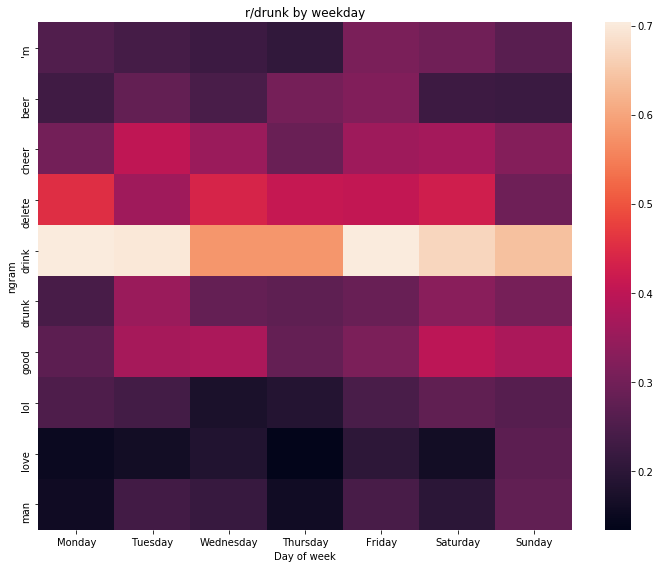 r/drunk by weekday
ngram
'm
beer
cheer
delete
drink
drunk
good
lol
love
man
Monday Tuesday Wednesday Thursday Friday Saturday Sunday
Day of week
0.7
0.6
0.5
0.4
0.3
0.2